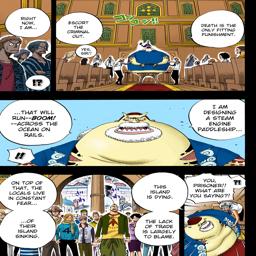 RIGHT
NOW,
I AM...
ESCORT
THE
CRIMINAL
OUT.
YES,
SIR!!
DEATH IS THE
ONLY FITTING
PUNISHMENT.
!?
...THAT WILL
RUN--BOOM!
--ACROSS THE
OCEAN ON
RAILS.
I AM
DESIGNING
A STEAM
ENGINE
PADDLESHIP...
!!
ON TOP OF
THAT, THE
LOCALS LIVE
IN CONSTANT
FEAR...
...OF
THEIR
ISLAND
SINKING.
THIS
ISLAND IS
DYING.
THE LACK
OF TRADE
IS LARGELY
TO BLAME.
YOU,
PRISONER!!
WHAT ARE
YOU SAYING?!
?!